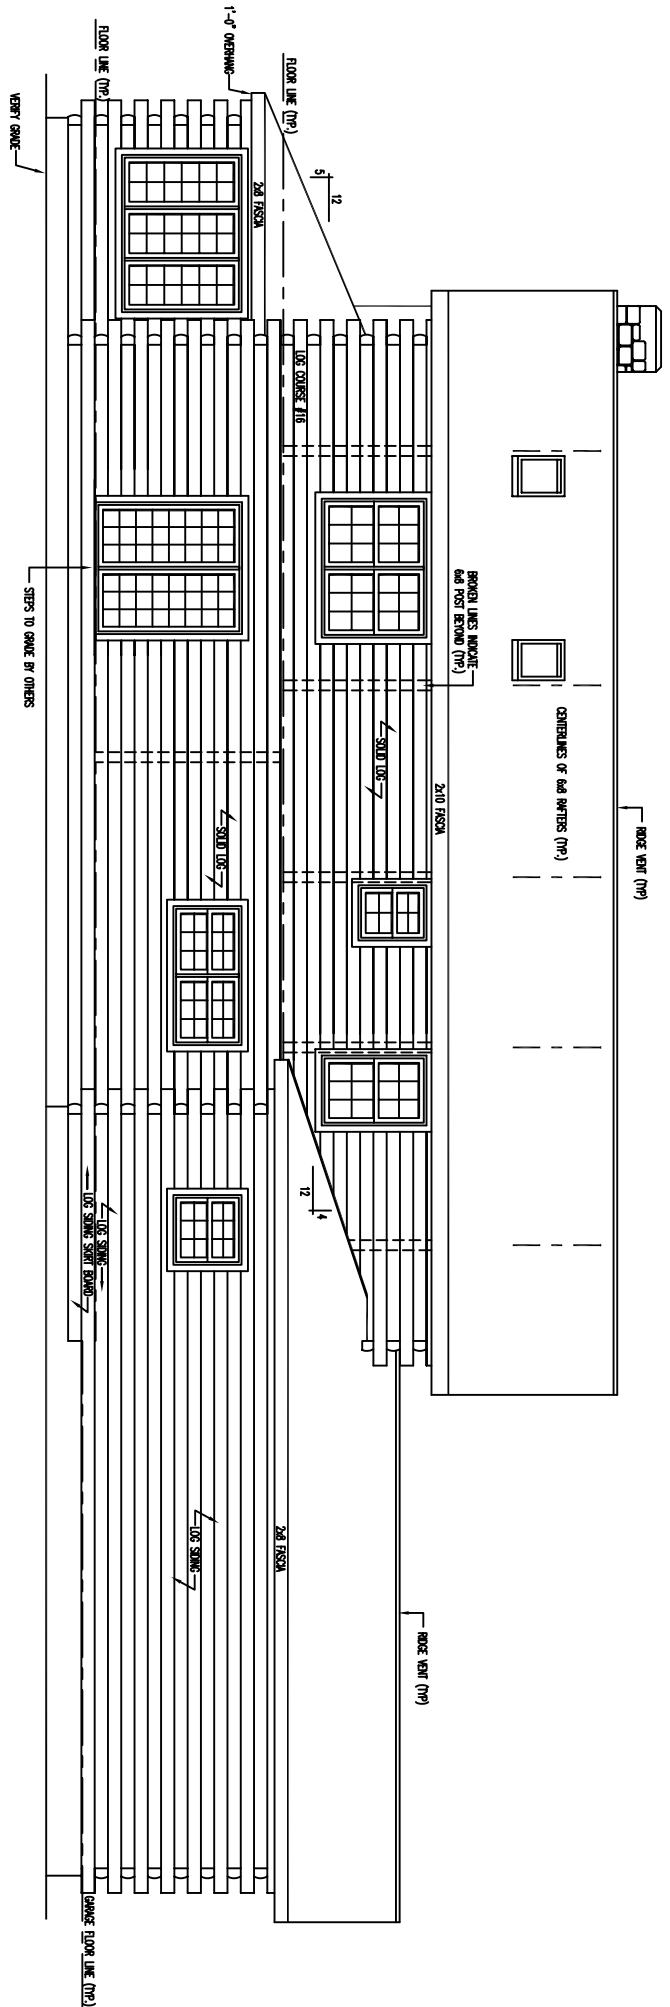 RIDGE VENT (TYP)
CENTERLINES OF 6x8 RAFTERS (TYP.)
2x10 FASCIA
BROKEN LINES INDICATE
6x8 POST BEYOND (TYP.)
SOLID LOG
RIDGE VENT (TYP)
12
5
12
4
FLOOR LINE (TYP.)
LOG COURSE #16
1'-0" OVERHANG
2x8 FASCIA
2x8 FASCIA
SOLID LOG
LOG SIDING
FLOOR LINE (TYP.)
LOG SIDING
LOG SIDING SKIRT BOARD
GARAGE FLOOR LINE (TYP.)
STEPS TO GRADE BY OTHERS
VERIFY GRADE